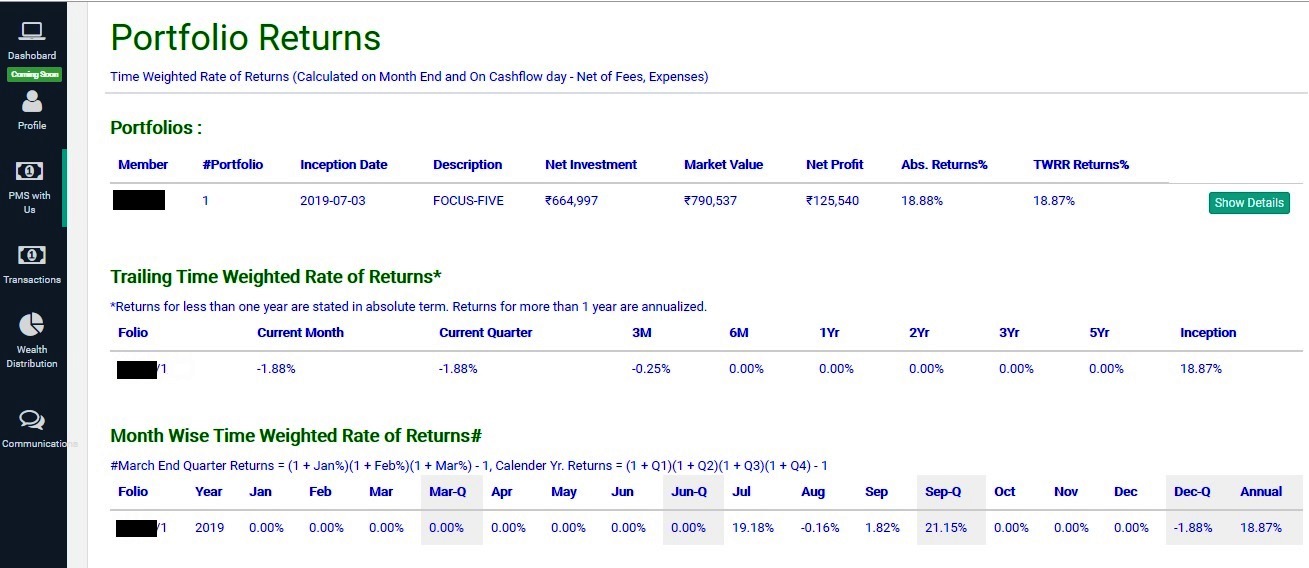 Dashobard
Coming Soon
Profile
PMS with
Us
Transactions
Wealth
Distribution
Communications
Portfolio Returns
Time Weighted Rate of Returns (Calculated on Month End and On Cashflow day - Net of Fees, Expenses)
Portfolios :
Member #Portfolio Inception Date Description Net Investment Market Value Net Profit Abs. Returns% TWRR Returns%
1 2019-07-03 FOCUS-FIVE ₹664,997 ₹790,537 ₹125,540 18.88% 18.87% Show Details
Trailing Time Weighted Rate of Returns*
*Returns for less than one year are stated in absolute term. Returns for more than 1 year are annualized.
Folio Current Month Current Quarter 3M 6M 1Yr 2Yr 3Yr 5Yr Inception
/1 -1.88% -1.88% -0.25% 0.00% 0.00% 0.00% 0.00% 0.00% 18.87%
Month Wise Time Weighted Rate of Returns#
#March End Quarter Returns = (1 + Jan%)(1 + Feb%)(1 + Mar%) - 1, Calender Yr. Returns = (1 + Q1)(1 + Q2)(1 + Q3)(1 + Q4) - 1
Folio Year Jan Feb Mar Mar-Q Apr May Jun Jun-Q Jul Aug Sep Sep-Q Oct Nov Dec Dec-Q Annual
/1 2019 0.00% 0.00% 0.00% 0.00% 0.00% 0.00% 0.00% 0.00% 19.18% -0.16% 1.82% 21.15% 0.00% 0.00% 0.00% -1.88% 18.87%